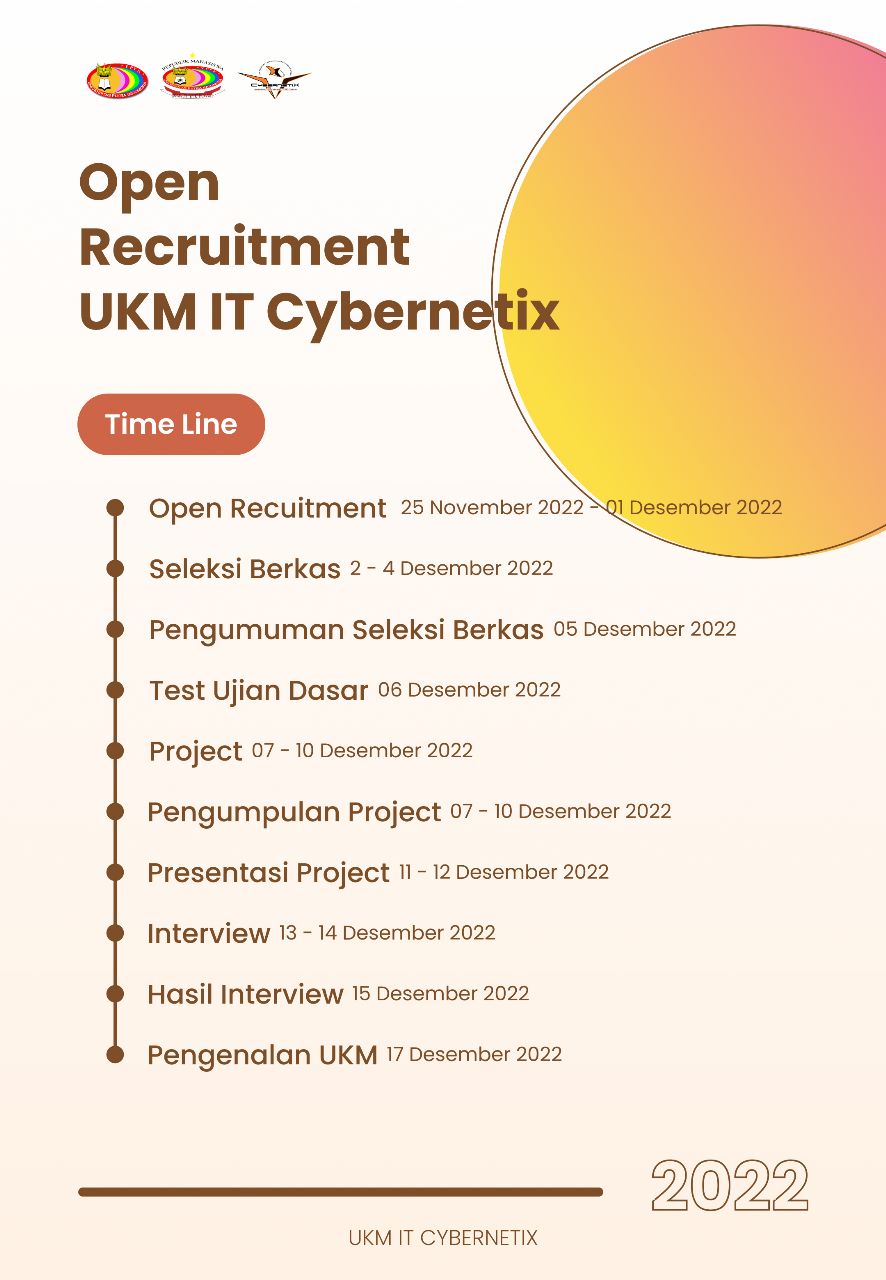 Open
Recruitment
UKM IT Cybernetix
Time Line
Open Recuitment 25 November 2022 - 01 Desember 2022
Seleksi Berkas 2 - 4 Desember 2022
Pengumuman Seleksi Berkas 05 Desember 2022
Test Ujian Dasar 06 Desember 2022
Project 07 - 10 Desember 2022
Pengumpulan Project 07 - 10 Desember 2022
Presentasi Project 11 - 12 Desember 2022
Interview 13 - 14 Desember 2022
Hasil Interview 15 Desember 2022
Pengenalan UKM 17 Desember 2022
2022
UKM IT CYBERNETIX